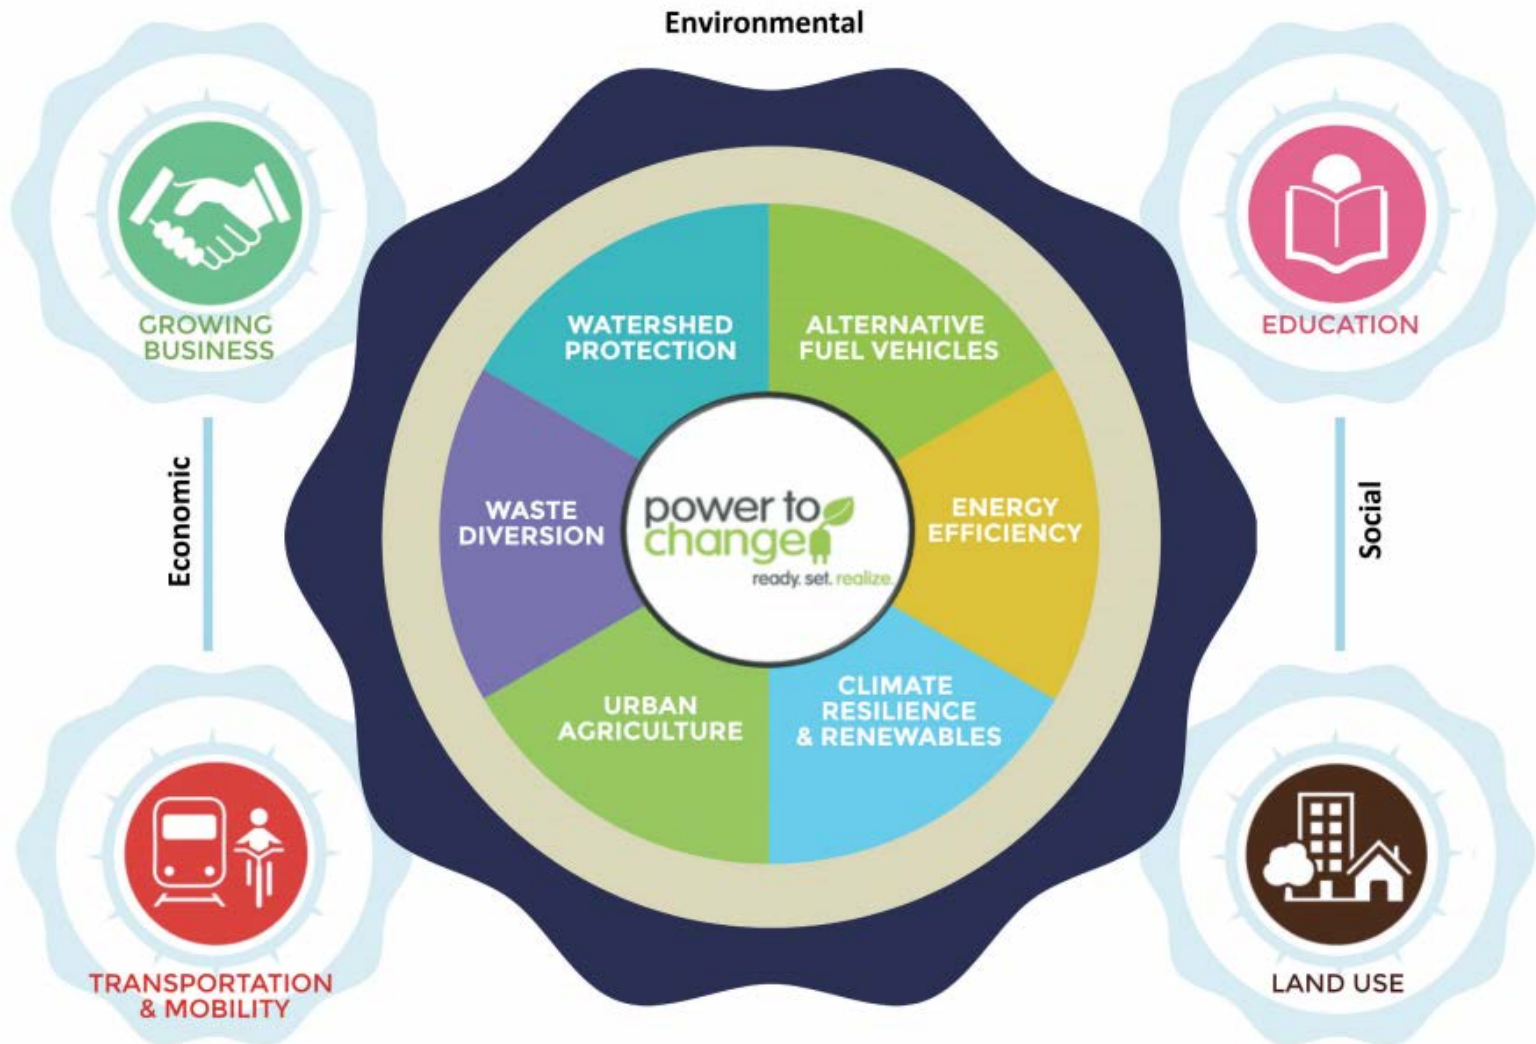 Environmental
GROWING
BUSINESS
EDUCATION
WATERSHED
PROTECTION
ALTERNATIVE
FUEL VEHICLES
Economic
WASTE
DIVERSION
power to
change
ready. set. realize.
ENERGY
EFFICIENCY
Social
URBAN
AGRICULTURE
CLIMATE
RESILIENCE
& RENEWABLES
TRANSPORTATION
& MOBILITY
LAND USE